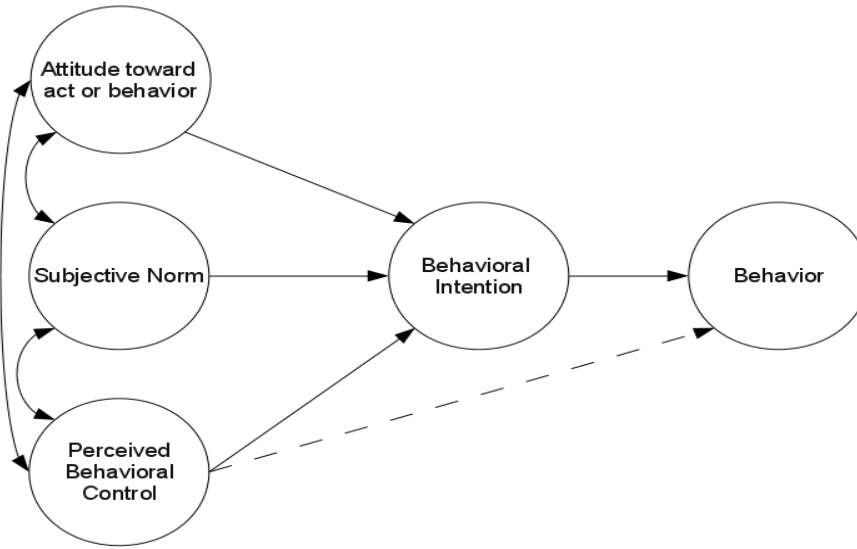 Attitude toward
act or behavior
Subjective Norm
Behavioral
Intention
Behavior
Perceived
Behavioral
Control